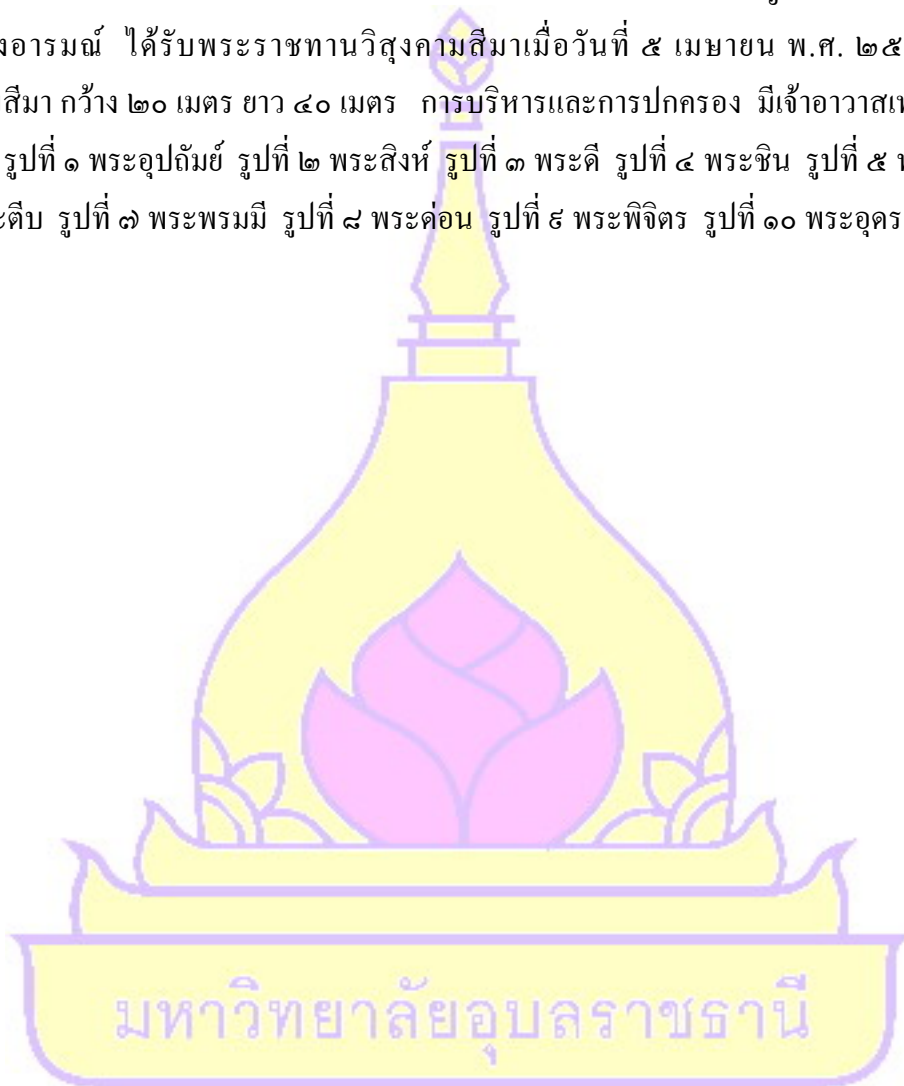 งอารมณ์ ได้รับพระราชทานวิสุงคามสีมาเมื่อวันที่ ๕ เมษายน พ.ศ. ๒๕
สีมา กว้าง ๒๐ เมตร ยาว ๔๐ เมตร การบริหารและการปกครอง มีเจ้าอาวาสเ
รูปที่ ๑ พระอุปถัมย์ รูปที่ ๒ พระสิงห์ รูปที่ ๓ พระดี รูปที่ ๔ พระชิน รูปที่ ๕
ะตีบ รูปที่ ๗ พระพรมมี รูปที่ ๘ พระด่อน รูปที่ ๙ พระพิจิตร รูปที่ ๑๐ พระอุดร
มหาวิทยาลัยอุบลราชธานี